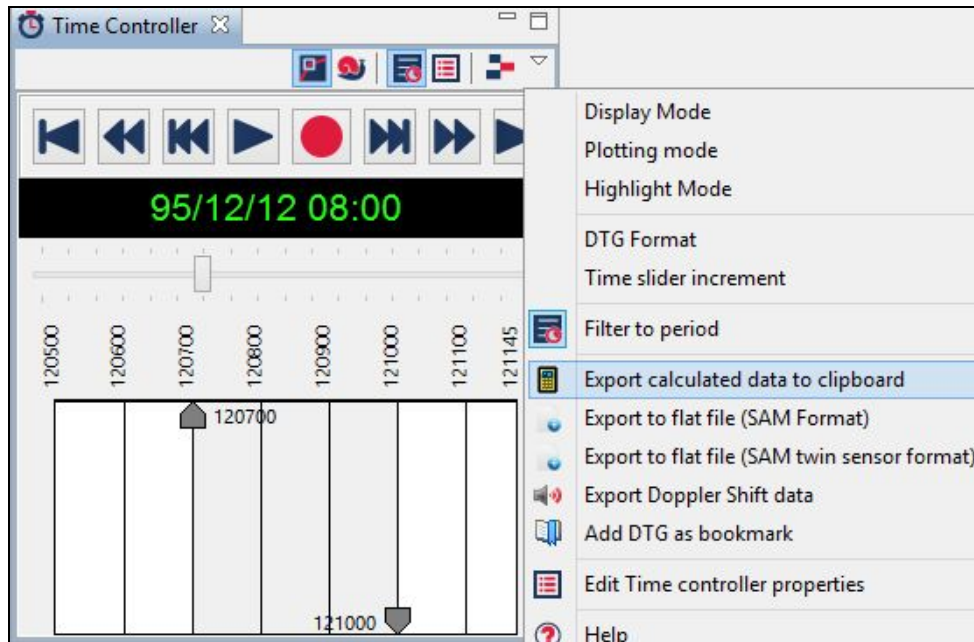 Time Controller
95/12/12 08:00
120500
120600
120700
120800
120900
121000
121100
121145
120700
121000
Display Mode
Plotting mode
Highlight Mode
DTG Format
Time slider increment
Filter to period
Export calculated data to clipboard
Export to flat file (SAM Format)
Export to flat file (SAM twin sensor format)
Export Doppler Shift data
Add DTG as bookmark
Edit Time controller properties
Help